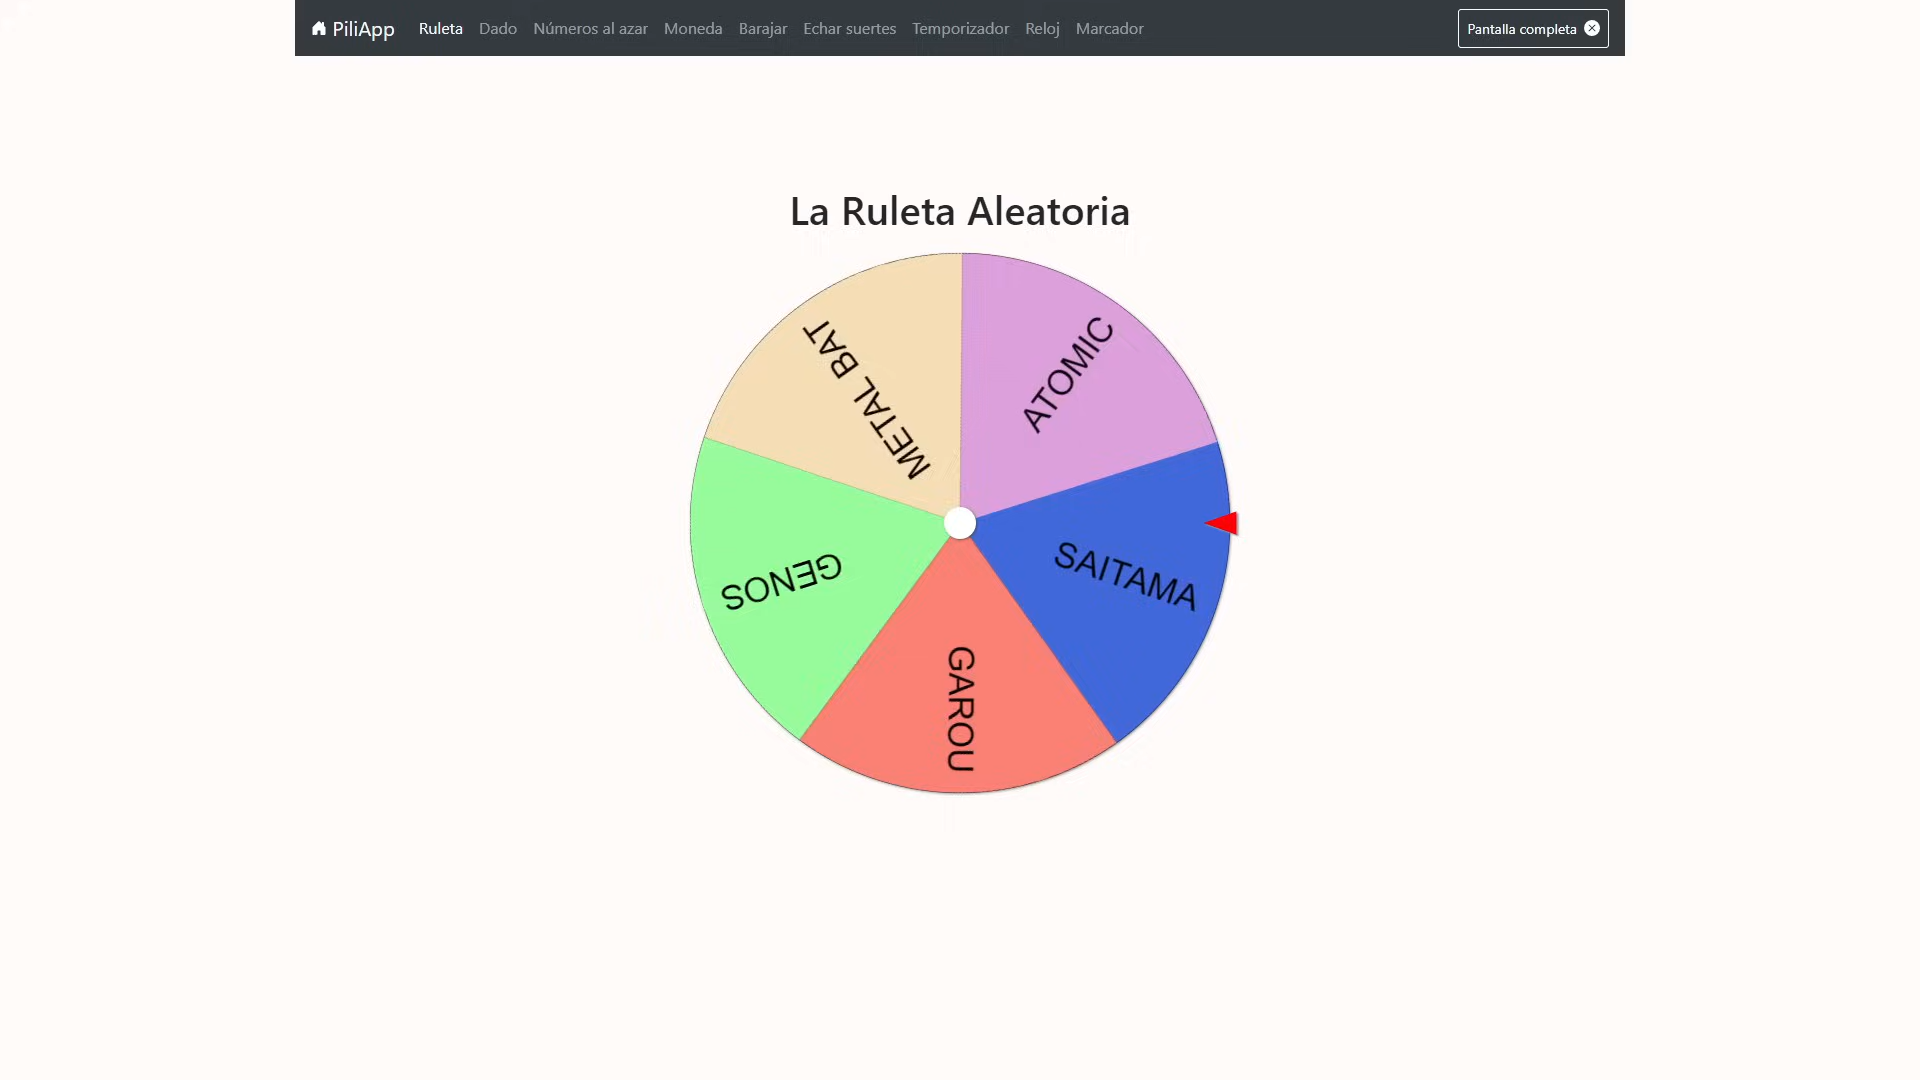 PiliApp Ruleta Dado Números al azar Moneda Barajar Echar suertes Temporizador Reloj Marcador Pantalla completa
La Ruleta Aleatoria
METAL BAT
ATOMIC
GENOS
SAITAMA
GAROU